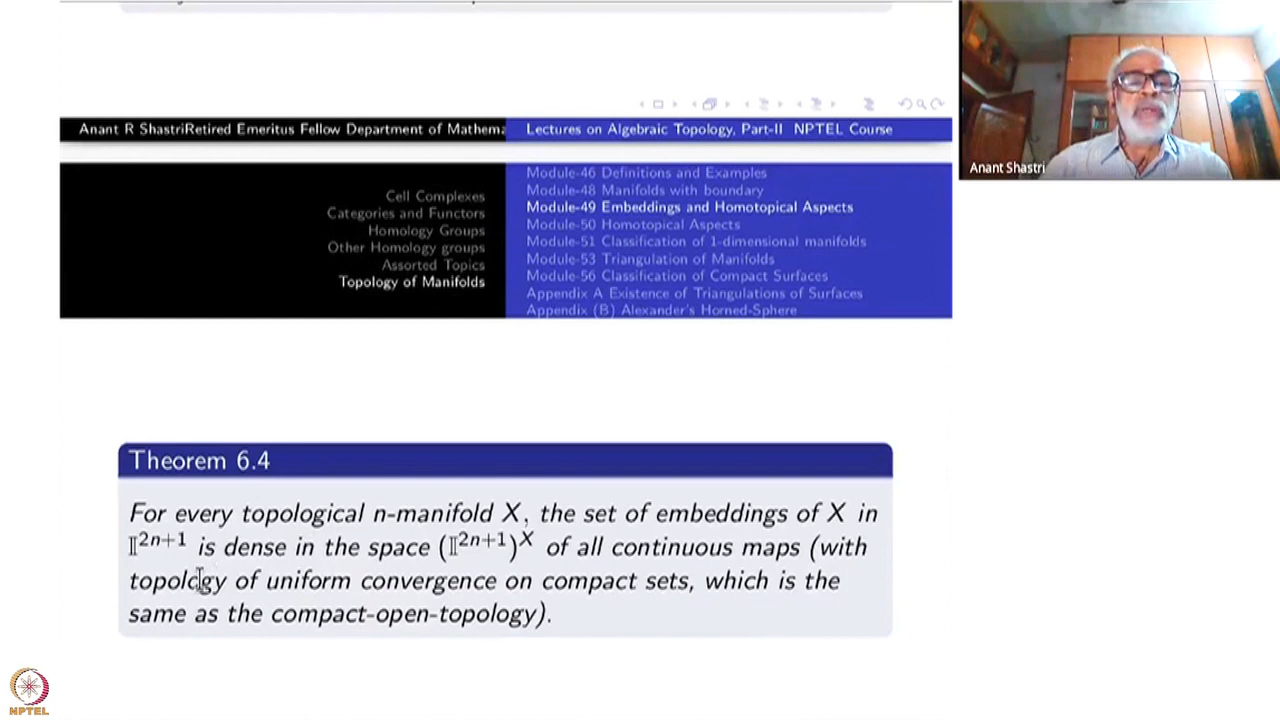 Anant R ShastriRetired Emeritus Fellow Department of Mathema
Lectures on Algebraic Topology, Part-II NPTEL Course
Cell Complexes
Categories and Functors
Homology Groups
Other Homology groups
Assorted Topics
Topology of Manifolds
Module-46 Definitions and Examples
Module-48 Manifolds with boundary
Module-49 Embeddings and Homotopical Aspects
Module-50 Homotopical Aspects
Module-51 Classification of 1-dimensional manifolds
Module-53 Triangulation of Manifolds
Module-56 Classification of Compact Surfaces
Appendix A Existence of Triangulations of Surfaces
Appendix (B) Alexander's Horned-Sphere
Anant Shastri
Theorem 6.4
For every topological n-manifold X, the set of embeddings of X in
𝕀²ⁿ⁺¹ is dense in the space (𝕀²ⁿ⁺¹)ˣ of all continuous maps (with
topology of uniform convergence on compact sets, which is the
same as the compact-open-topology).
NPTEL